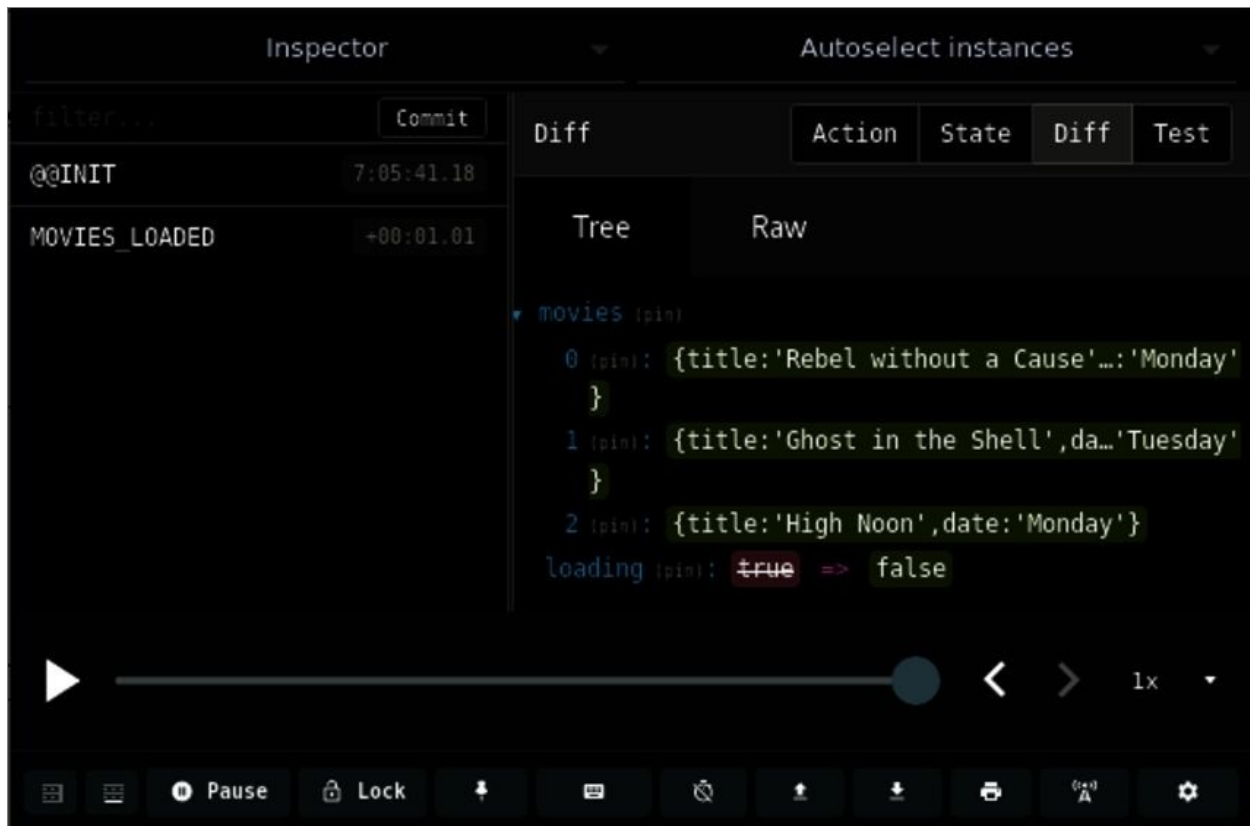 Inspector
Autoselect instances
filter...
Commit
@@INIT 7:05:41.18
MOVIES_LOADED +00:01.01
Diff
Action State Diff Test
Tree Raw
movies (pin)
0 (pin): {title:'Rebel without a Cause'…:'Monday'
}
1 (pin): {title:'Ghost in the Shell',da…'Tuesday'
}
2 (pin): {title:'High Noon',date:'Monday'}
loading (pin): true => false
1x
Pause Lock